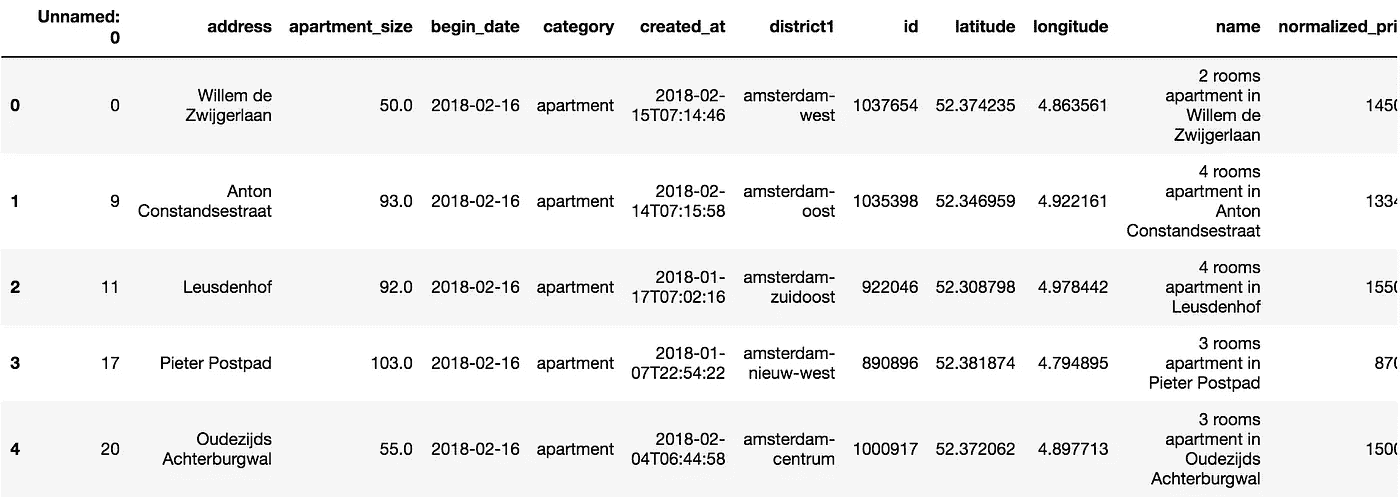 Unnamed: 0 address apartment_size begin_date category created_at district1 id latitude longitude name normalized_pri
0 0 Willem de Zwijgerlaan 50.0 2018-02-16 apartment 2018-02-15T07:14:46 amsterdam-west 1037654 52.374235 4.863561 2 rooms apartment in Willem de Zwijgerlaan 1450
1 9 Anton Constandsestraat 93.0 2018-02-16 apartment 2018-02-14T07:15:58 amsterdam-oost 1035398 52.346959 4.922161 4 rooms apartment in Anton Constandsestraat 1334
2 11 Leusdenhof 92.0 2018-02-16 apartment 2018-01-17T07:02:16 amsterdam-zuidoost 922046 52.308798 4.978442 4 rooms apartment in Leusdenhof 1550
3 17 Pieter Postpad 103.0 2018-02-16 apartment 2018-01-07T22:54:22 amsterdam-nieuw-west 890896 52.381874 4.794895 3 rooms apartment in Pieter Postpad 870
4 20 Oudezijds Achterburgwal 55.0 2018-02-16 apartment 2018-02-04T06:44:58 amsterdam-centrum 1000917 52.372062 4.897713 3 rooms apartment in Oudezijds Achterburgwal 1500